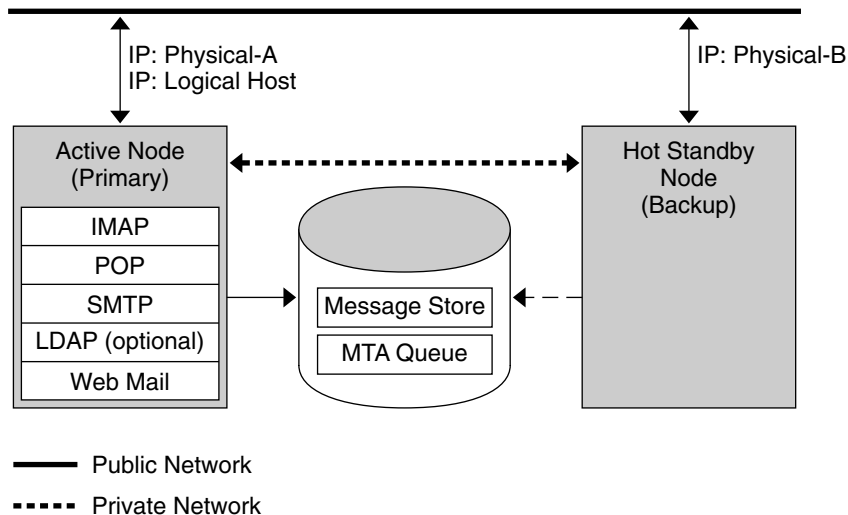 IP: Physical-A
IP: Logical Host
IP: Physical-B
Active Node
(Primary)
IMAP
POP
SMTP
LDAP (optional)
Web Mail
Message Store
MTA Queue
Hot Standby
Node
(Backup)
Public Network
Private Network